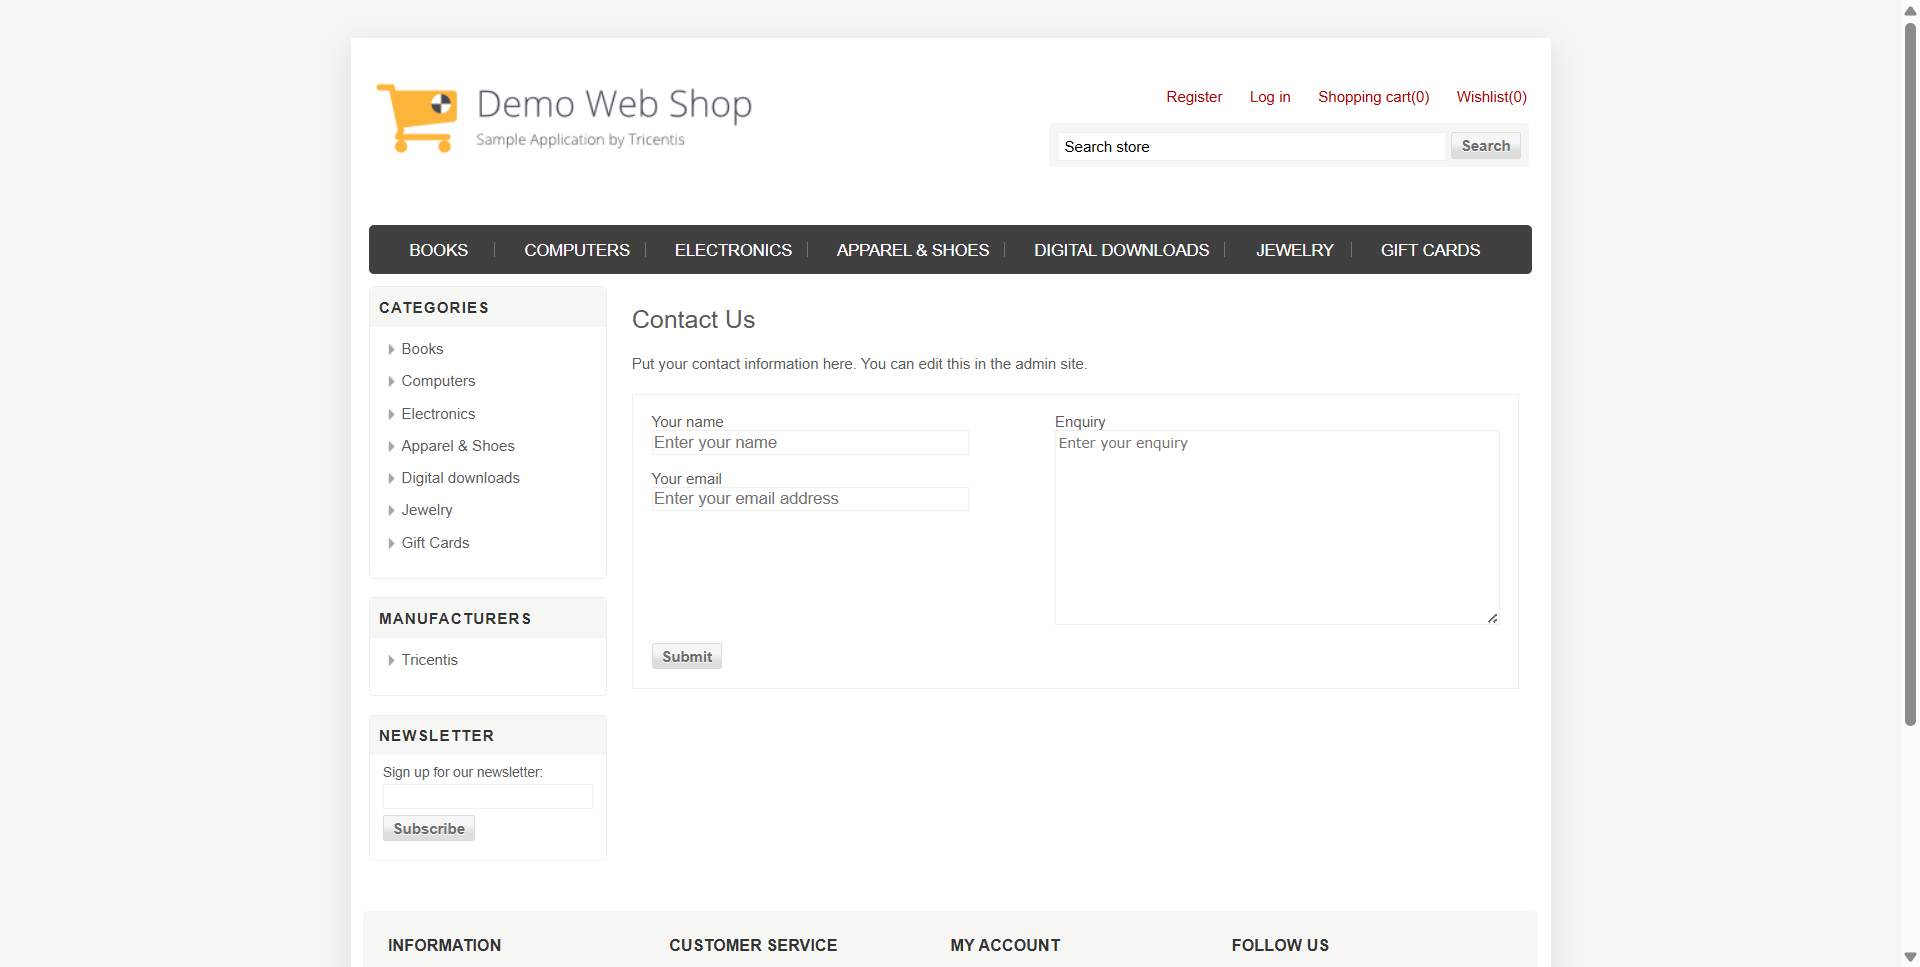 Demo Web Shop
Sample Application by Tricentis
Register Log in Shopping cart(0) Wishlist(0)
Search store Search
BOOKS COMPUTERS ELECTRONICS APPAREL & SHOES DIGITAL DOWNLOADS JEWELRY GIFT CARDS
CATEGORIES
Books
Computers
Electronics
Apparel & Shoes
Digital downloads
Jewelry
Gift Cards
MANUFACTURERS
Tricentis
NEWSLETTER
Sign up for our newsletter:
Subscribe
Contact Us
Put your contact information here. You can edit this in the admin site.
Your name
Enter your name
Your email
Enter your email address
Enquiry
Enter your enquiry
Submit
INFORMATION CUSTOMER SERVICE MY ACCOUNT FOLLOW US